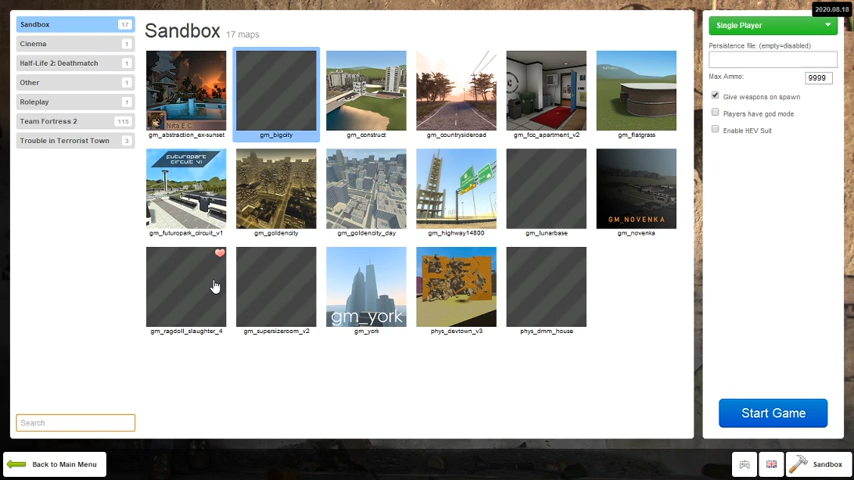 2020.08.18
Sandbox 17
Cinema 1
Half-Life 2: Deathmatch 1
Other 1
Roleplay 1
Team Fortress 2 115
Trouble in Terrorist Town 3
Search
Sandbox 17 maps
gm_abstraction_ex-sunset
gm_bigcity
gm_construct
gm_countrysideroad
gm_fcc_apartment_v2
gm_flatgrass
FUTUROPART
CIRCUIT V1
GM NOVENKA
gm_futuropark_circuit_v1
gm_goldencity
gm_goldencity_day
gm_highway14800
gm_lunarbase
gm_novenka
gm_york
gm_ragdoll_slaughter_4
gm_supersizeroom_v2
gm_york
phys_devtown_v3
phys_dmm_house
Single Player
Persistence file: (empty=disabled)
Max Ammo: 9999
Give weapons on spawn
Players have god mode
Enable HEV Suit
Start Game
Back to Main Menu
Sandbox